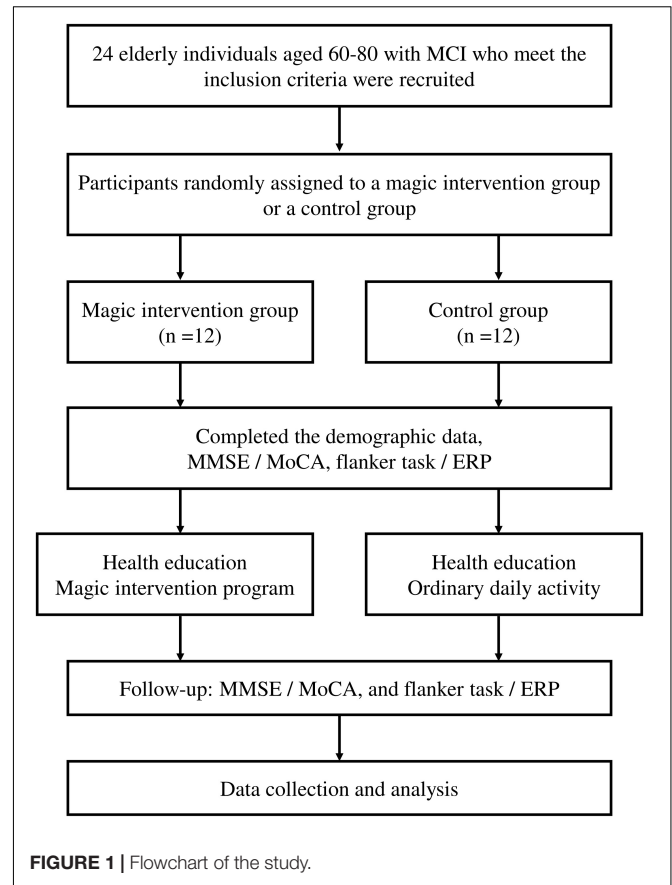 24 elderly individuals aged 60-80 with MCI who meet the
inclusion criteria were recruited
Participants randomly assigned to a magic intervention group
or a control group
Magic intervention group
(n =12)
Control group
(n =12)
Completed the demographic data,
MMSE / MoCA, flanker task / ERP
Health education
Magic intervention program
Health education
Ordinary daily activity
Follow-up: MMSE / MoCA, and flanker task / ERP
Data collection and analysis
FIGURE 1 | Flowchart of the study.